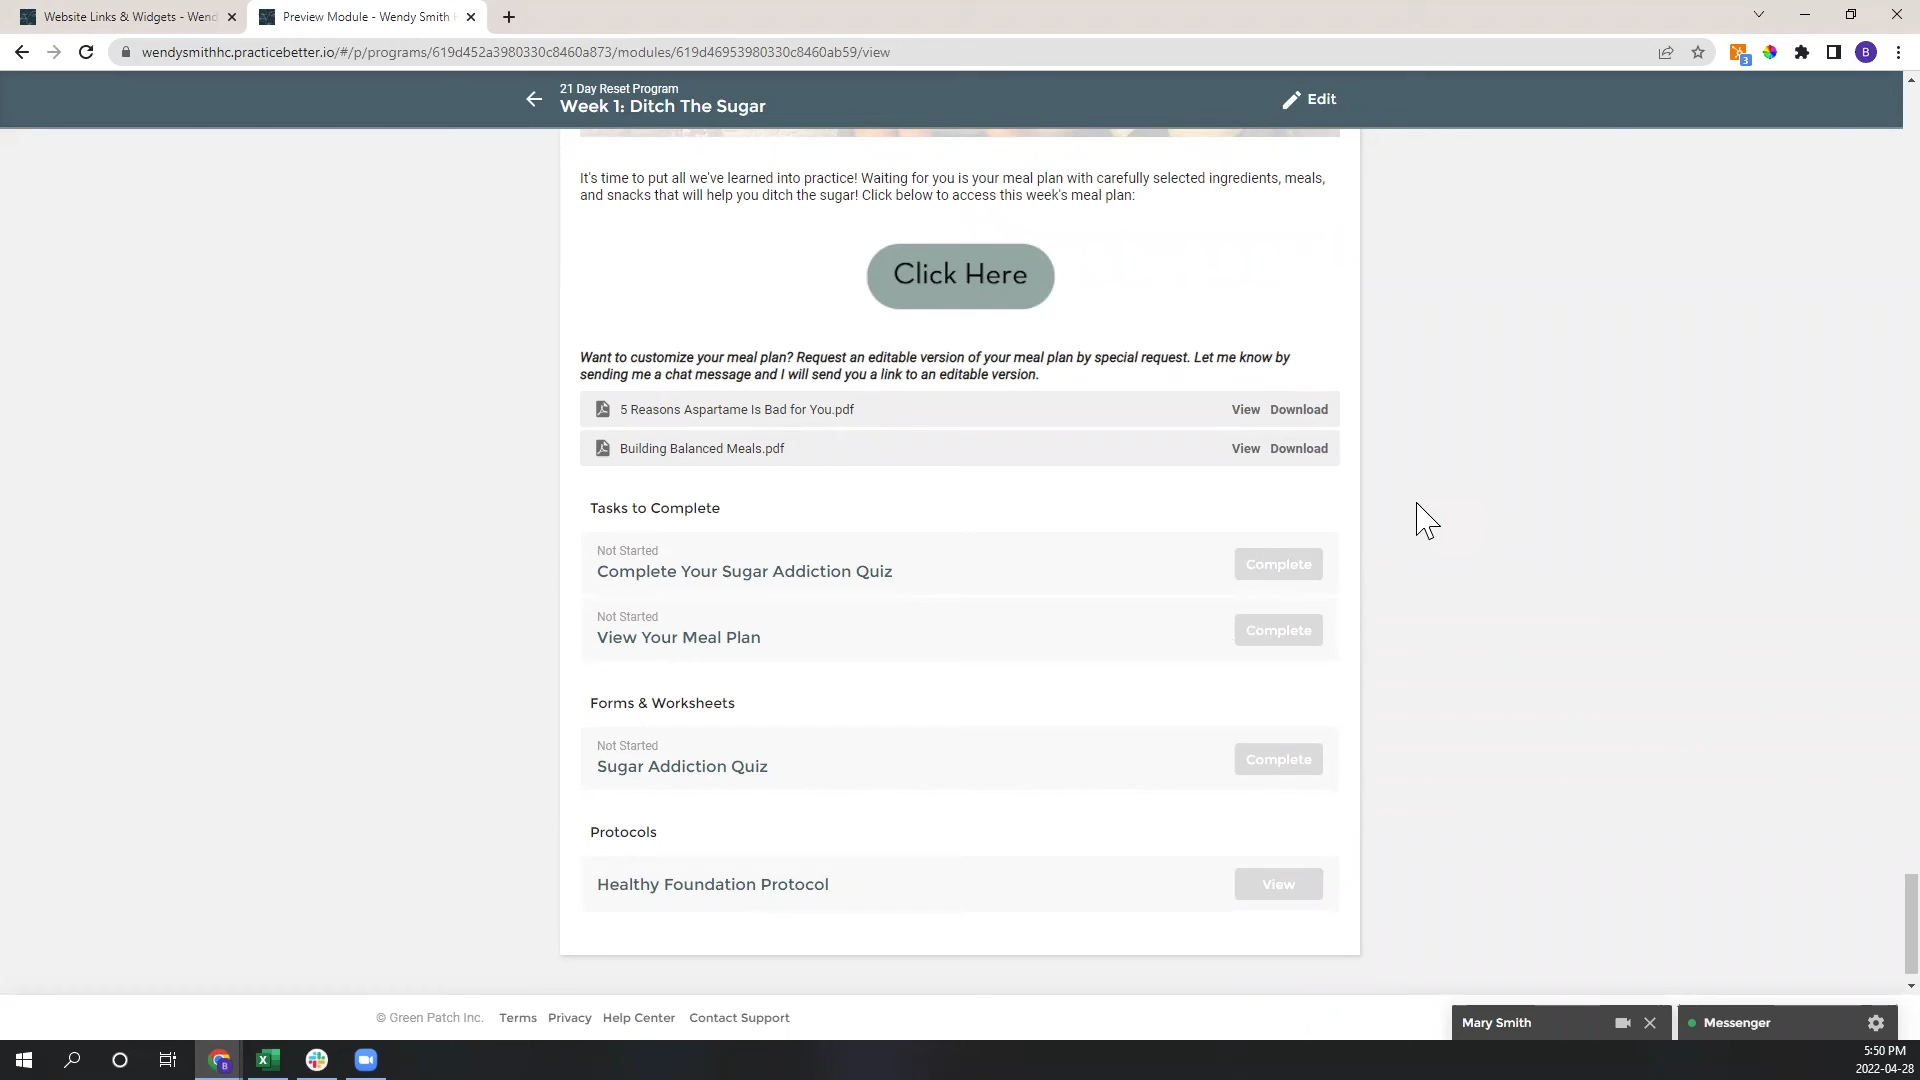 Website Links & Widgets - Wend
Preview Module - Wendy Smith H
wendysmithhc.practicebetter.io/#/p/programs/619d452a3980330c8460a873/modules/619d46953980330c8460ab59/view
3
B
21 Day Reset Program
Week 1: Ditch The Sugar
Edit
It's time to put all we've learned into practice! Waiting for you is your meal plan with carefully selected ingredients, meals,
and snacks that will help you ditch the sugar! Click below to access this week's meal plan:
Click Here
Want to customize your meal plan? Request an editable version of your meal plan by special request. Let me know by
sending me a chat message and I will send you a link to an editable version.
5 Reasons Aspartame Is Bad for You.pdf View Download
Building Balanced Meals.pdf View Download
Tasks to Complete
Not Started
Complete Your Sugar Addiction Quiz
Complete
Not Started
View Your Meal Plan
Complete
Forms & Worksheets
Not Started
Sugar Addiction Quiz
Complete
Protocols
Healthy Foundation Protocol
View
© Green Patch Inc. Terms Privacy Help Center Contact Support
Mary Smith
Messenger
5:50 PM
2022-04-28